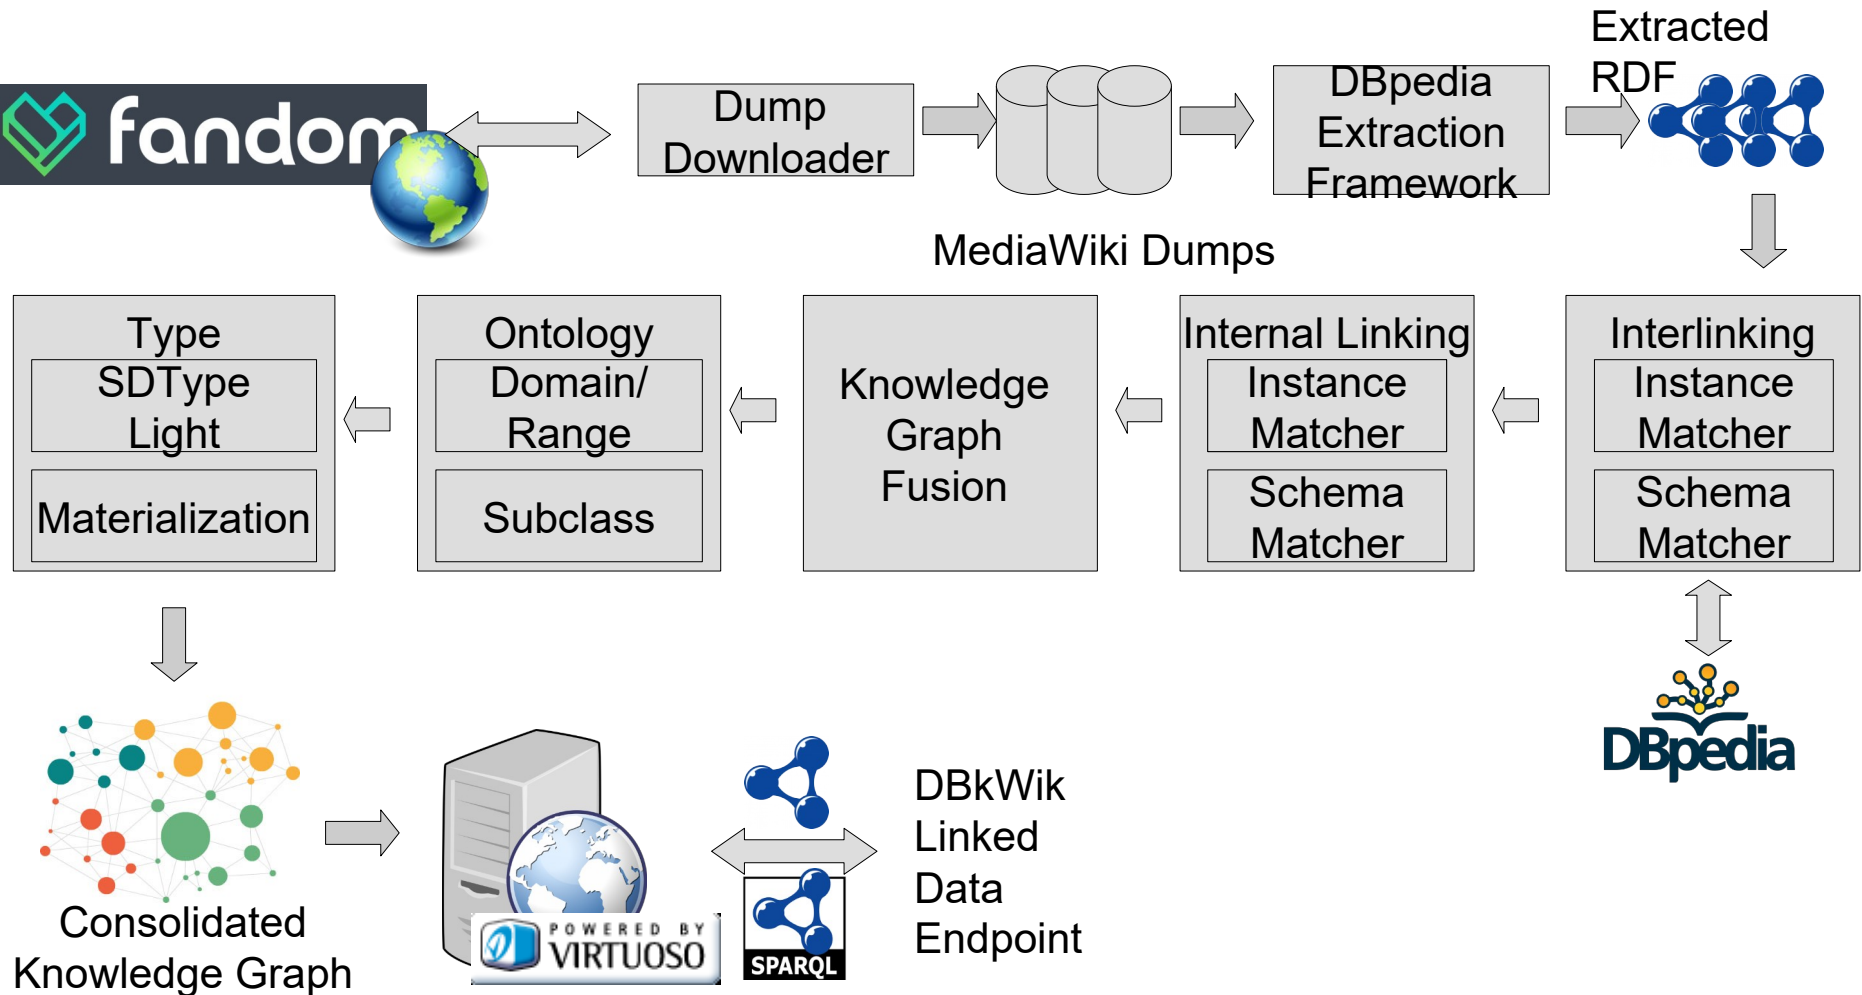 Extracted
RDF
fandom
Dump
Downloader
DBpedia
Extraction
Framework
MediaWiki Dumps
Type
SDType
Light
Materialization
Ontology
Domain/
Range
Subclass
Knowledge
Graph
Fusion
Internal Linking
Instance
Matcher
Schema
Matcher
Interlinking
Instance
Matcher
Schema
Matcher
DBpedia
Consolidated
Knowledge Graph
POWERED BY
VIRTUOSO
SPARQL
DBkWik
Linked
Data
Endpoint